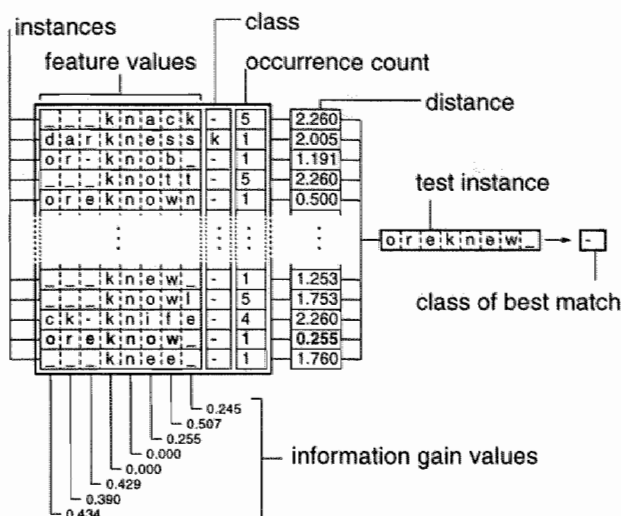 instances
class
feature values
occurrence count
distance
_ _ _ k n a c k - 5 2.260
d a r k n e s s k 1 2.005
o r - k n o b _ - 1 1.191
_ _ _ k n o t t - 5 2.260
o r e k n o w n - 1 0.500
test instance
o r e k n e w _ → -
_ _ _ k n e w _ - 1 1.253
_ _ _ k n o w l - 5 1.753
c k - k n i f e - 4 2.260
o r e k n o w _ - 1 0.255
_ _ _ k n e e _ - 1 1.760
class of best match
0.245
0.507
0.255
0.000
0.000
0.429
0.390
0.434
information gain values